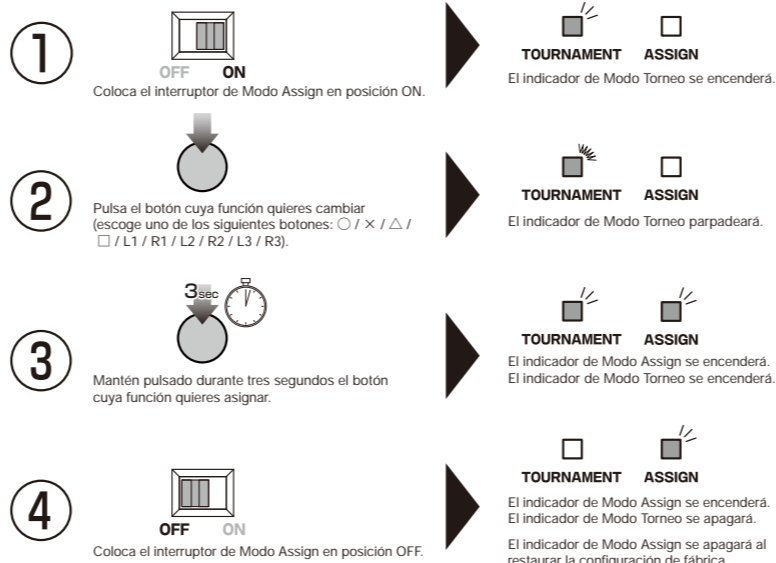 1
OFF ON
Coloca el interruptor de Modo Assign en posición ON.
TOURNAMENT ASSIGN
El indicador de Modo Torneo se encenderá.
2
Pulsa el botón cuya función quieres cambiar
(escoge uno de los siguientes botones: ○ / × / △ /
□ / L1 / R1 / L2 / R2 / L3 / R3).
TOURNAMENT ASSIGN
El indicador de Modo Torneo parpadeará.
3
3sec
Mantén pulsado durante tres segundos el botón
cuya función quieres asignar.
TOURNAMENT ASSIGN
El indicador de Modo Assign se encenderá.
El indicador de Modo Torneo se encenderá.
4
OFF ON
Coloca el interruptor de Modo Assign en posición OFF.
TOURNAMENT ASSIGN
El indicador de Modo Assign se encenderá.
El indicador de Modo Torneo se apagará.
El indicador de Modo Assign se apagará al
restaurar la configuración de fábrica.